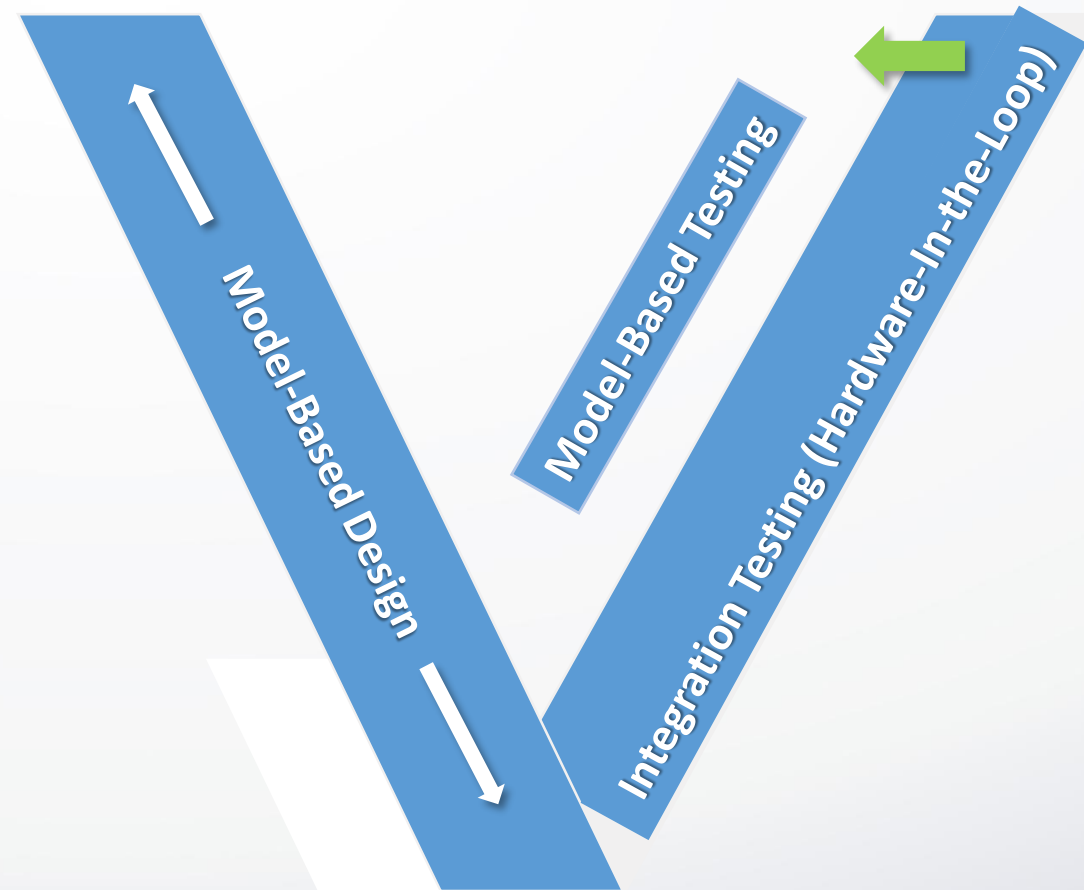 Model-Based Design
Model-Based Testing
Integration Testing (Hardware-In-the-Loop)